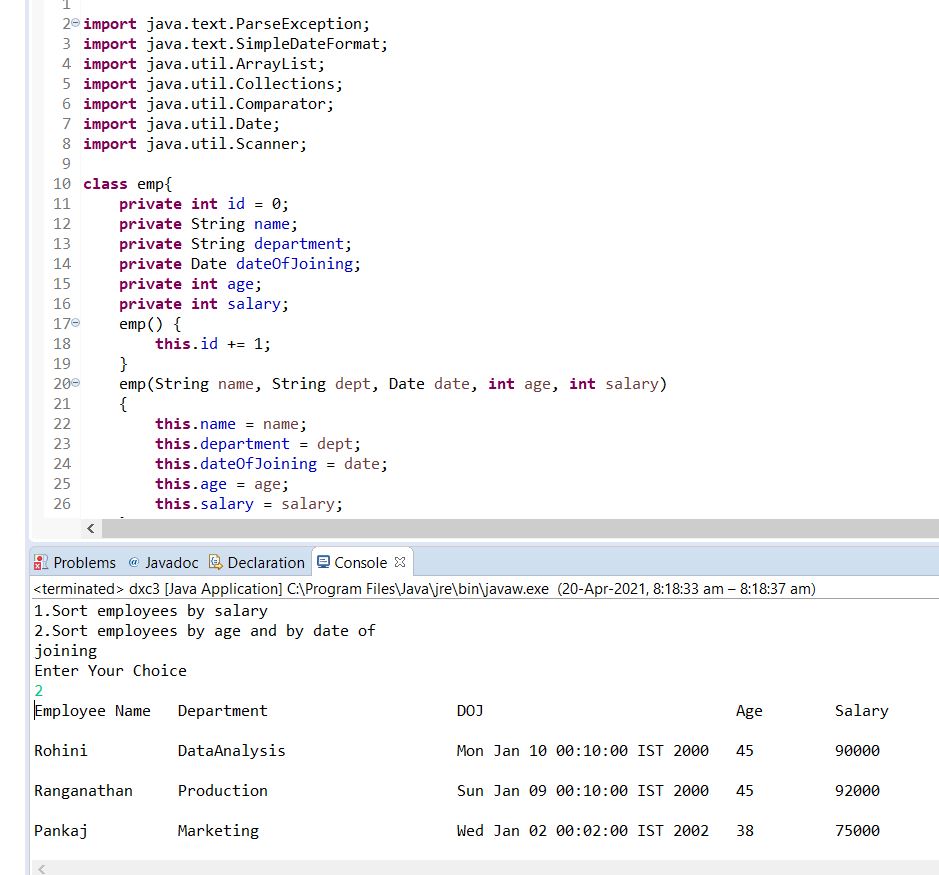 1
2 import java.text.ParseException;
3 import java.text.SimpleDateFormat;
4 import java.util.ArrayList;
5 import java.util.Collections;
6 import java.util.Comparator;
7 import java.util.Date;
8 import java.util.Scanner;
9
10 class emp{
11     private int id = 0;
12     private String name;
13     private String department;
14     private Date dateOfJoining;
15     private int age;
16     private int salary;
17     emp() {
18         this.id += 1;
19     }
20     emp(String name, String dept, Date date, int age, int salary)
21     {
22         this.name = name;
23         this.department = dept;
24         this.dateOfJoining = date;
25         this.age = age;
26         this.salary = salary;
Problems @ Javadoc Declaration Console
<terminated> dxc3 [Java Application] C:\Program Files\Java\jre\bin\javaw.exe (20-Apr-2021, 8:18:33 am – 8:18:37 am)
1.Sort employees by salary
2.Sort employees by age and by date of
joining
Enter Your Choice
2
Employee Name Department DOJ Age Salary
Rohini DataAnalysis Mon Jan 10 00:10:00 IST 2000 45 90000
Ranganathan Production Sun Jan 09 00:10:00 IST 2000 45 92000
Pankaj Marketing Wed Jan 02 00:02:00 IST 2002 38 75000